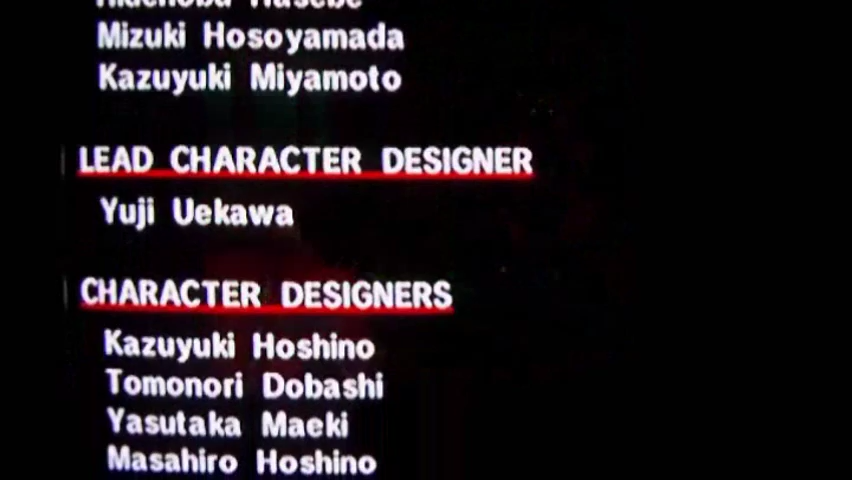 Mizuki Hosoyamada
Kazuyuki Miyamoto
LEAD CHARACTER DESIGNER
Yuji Uekawa
CHARACTER DESIGNERS
Kazuyuki Hoshino
Tomonori Dobashi
Yasutaka Maeki
Masahiro Hoshino